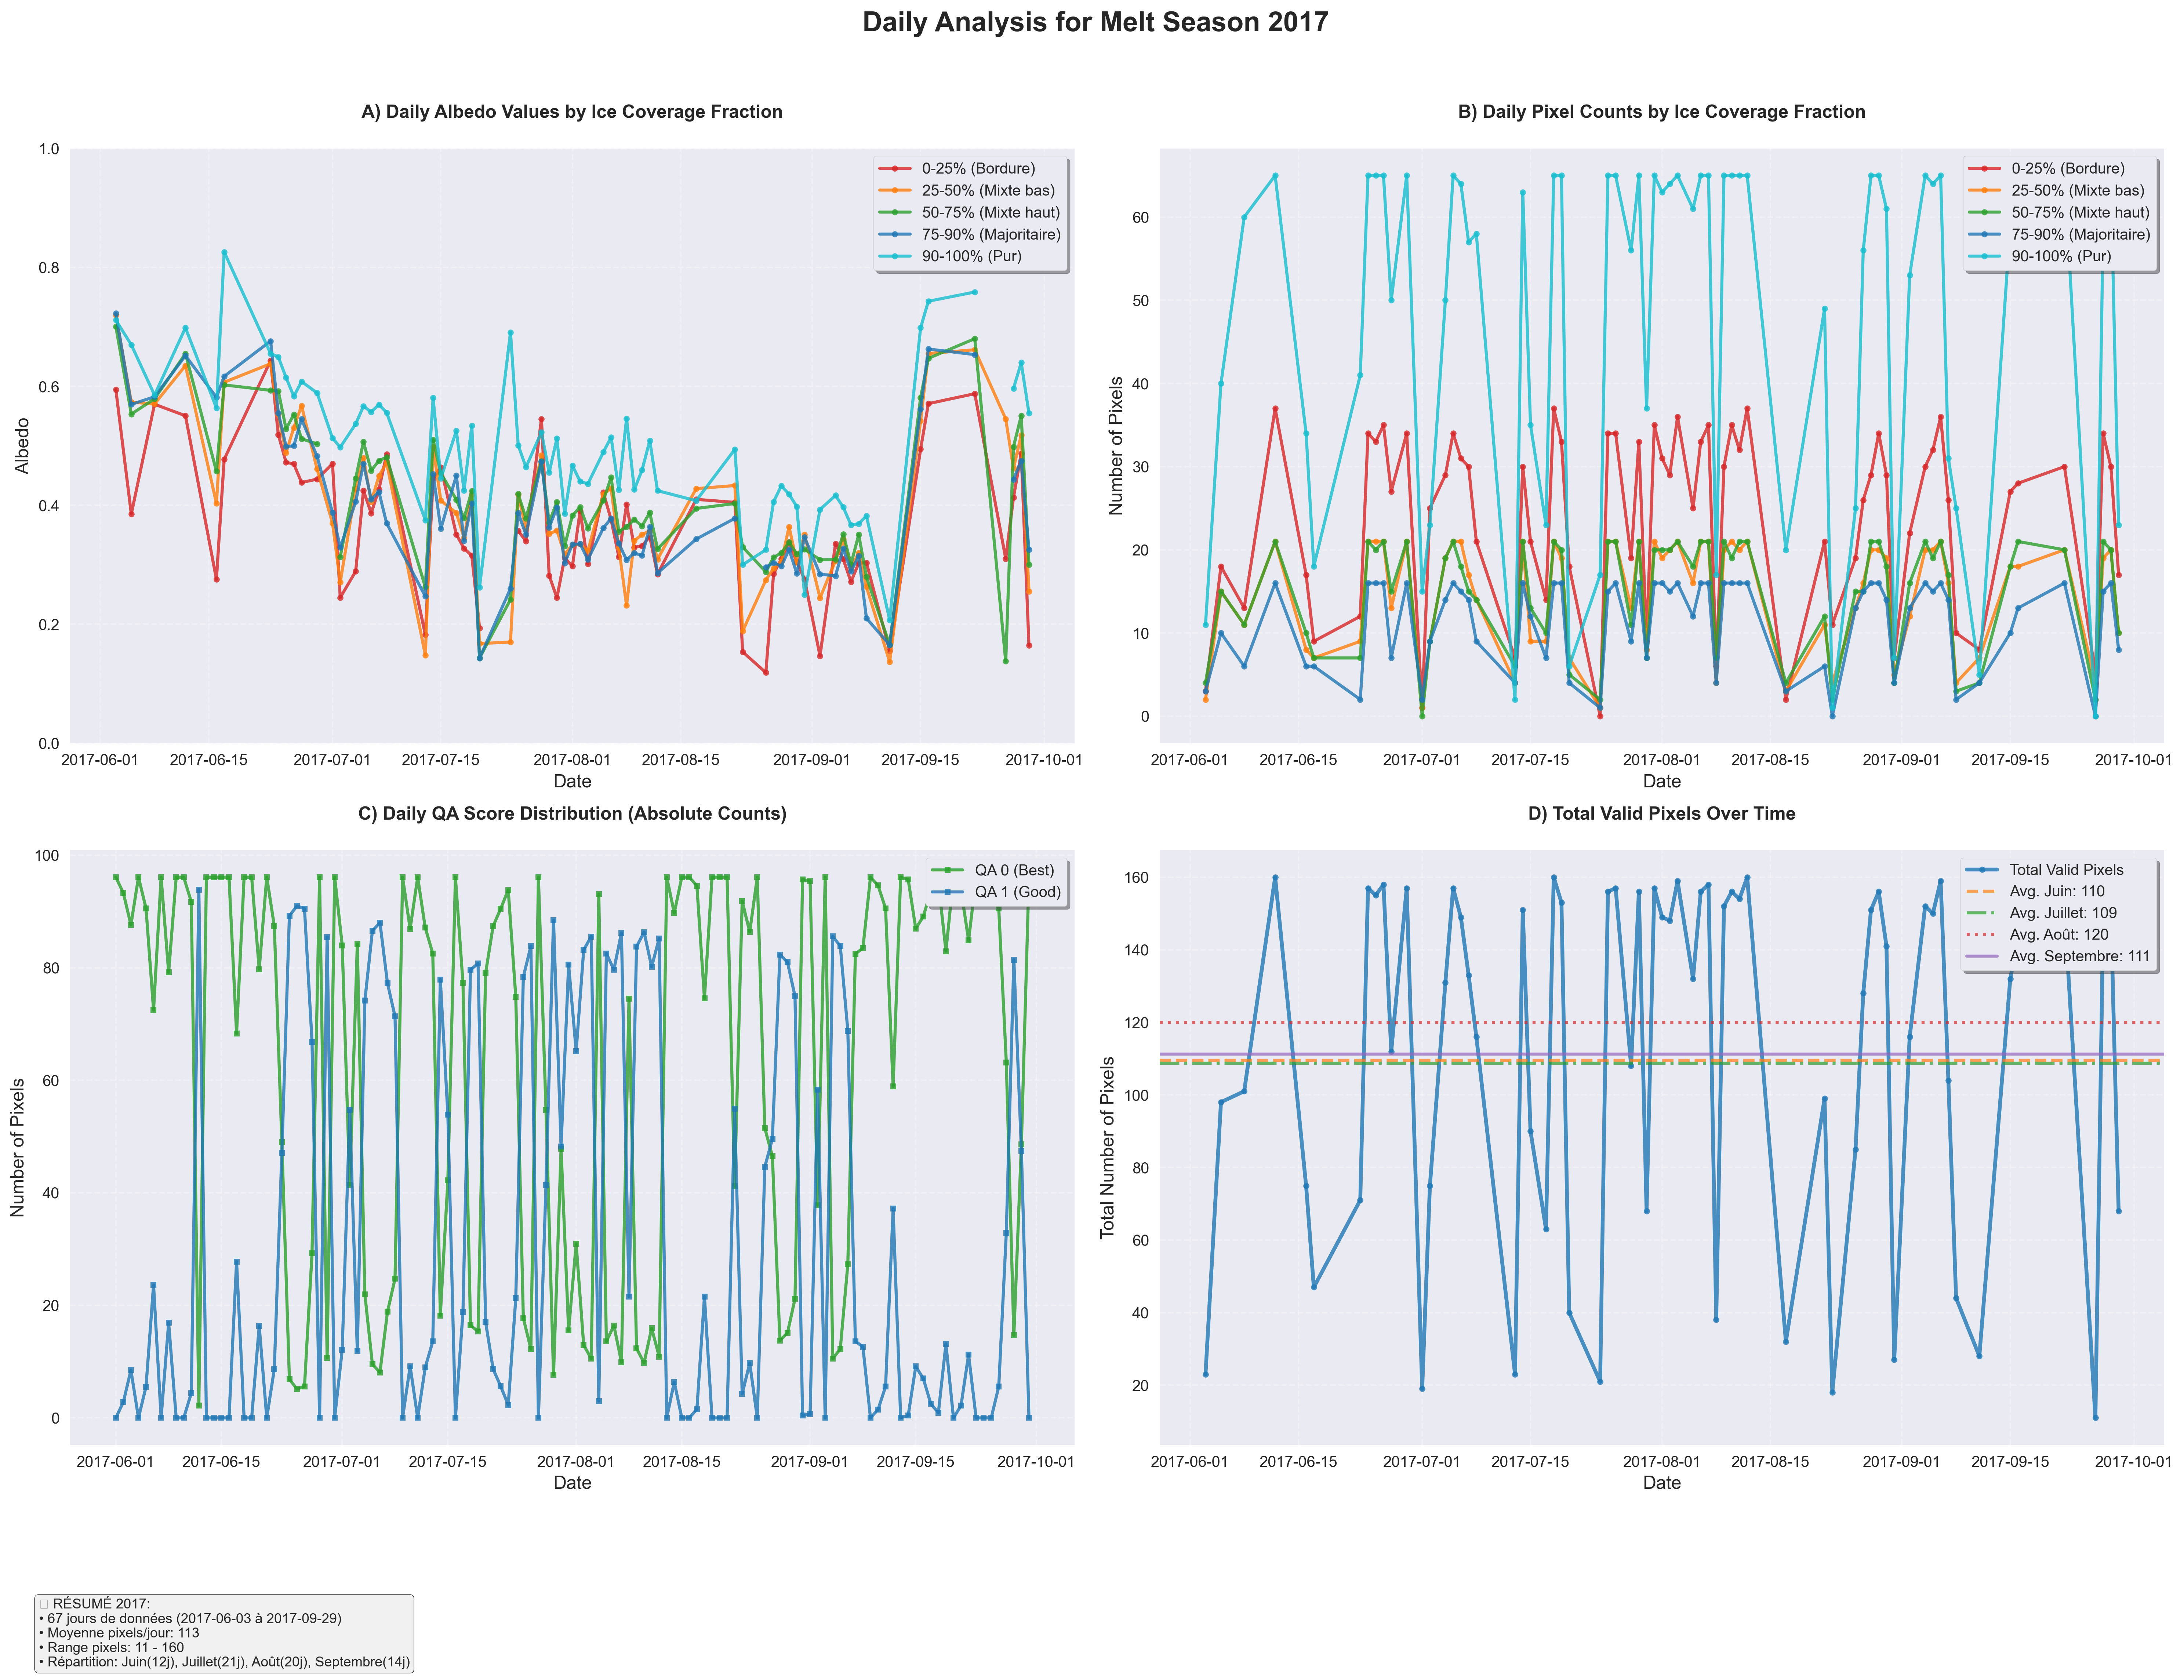 Daily Analysis for Melt Season 2017
A) Daily Albedo Values by Ice Coverage Fraction
Albedo
1.0
0.8
0.6
0.4
0.2
0.0
0-25% (Bordure)
25-50% (Mixte bas)
50-75% (Mixte haut)
75-90% (Majoritaire)
90-100% (Pur)
2017-06-01 2017-06-15 2017-07-01 2017-07-15 2017-08-01 2017-08-15 2017-09-01 2017-09-15 2017-10-01
Date
B) Daily Pixel Counts by Ice Coverage Fraction
Number of Pixels
60
50
40
30
20
10
0
0-25% (Bordure)
25-50% (Mixte bas)
50-75% (Mixte haut)
75-90% (Majoritaire)
90-100% (Pur)
2017-06-01 2017-06-15 2017-07-01 2017-07-15 2017-08-01 2017-08-15 2017-09-01 2017-09-15 2017-10-01
Date
C) Daily QA Score Distribution (Absolute Counts)
Number of Pixels
100
80
60
40
20
0
QA 0 (Best)
QA 1 (Good)
2017-06-01 2017-06-15 2017-07-01 2017-07-15 2017-08-01 2017-08-15 2017-09-01 2017-09-15 2017-10-01
Date
D) Total Valid Pixels Over Time
Total Number of Pixels
160
140
120
100
80
60
40
20
Total Valid Pixels
Avg. Juin: 110
Avg. Juillet: 109
Avg. Août: 120
Avg. Septembre: 111
2017-06-01 2017-06-15 2017-07-01 2017-07-15 2017-08-01 2017-08-15 2017-09-01 2017-09-15 2017-10-01
Date
RÉSUMÉ 2017:
• 67 jours de données (2017-06-03 à 2017-09-29)
• Moyenne pixels/jour: 113
• Range pixels: 11 - 160
• Répartition: Juin(12j), Juillet(21j), Août(20j), Septembre(14j)